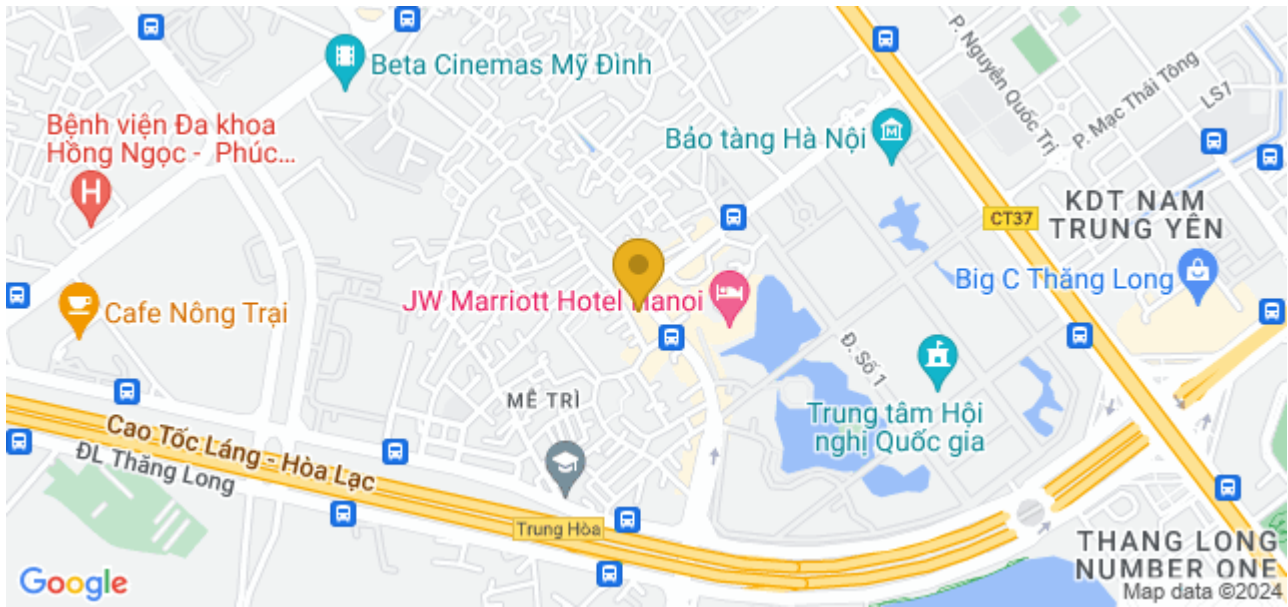 Beta Cinemas Mỹ Đình
P. Nguyễn Quốc Trị
P. Mạc Thái Tông
LS7
Bệnh viện Đa khoa
Hồng Ngọc - Phúc...
H
Bảo tàng Hà Nội
M
CT37
KDT NAM
TRUNG YÊN
Big C Thăng Long
JW Marriott Hotel Hanoi
Cafe Nông Trại
Đ. Số 1
MỄ TRÌ
Trung tâm Hội
nghị Quốc gia
Cao Tốc Láng - Hòa Lạc
ĐL Thăng Long
Trung Hòa
THANG LONG
NUMBER ONE
Google
Map data ©2024